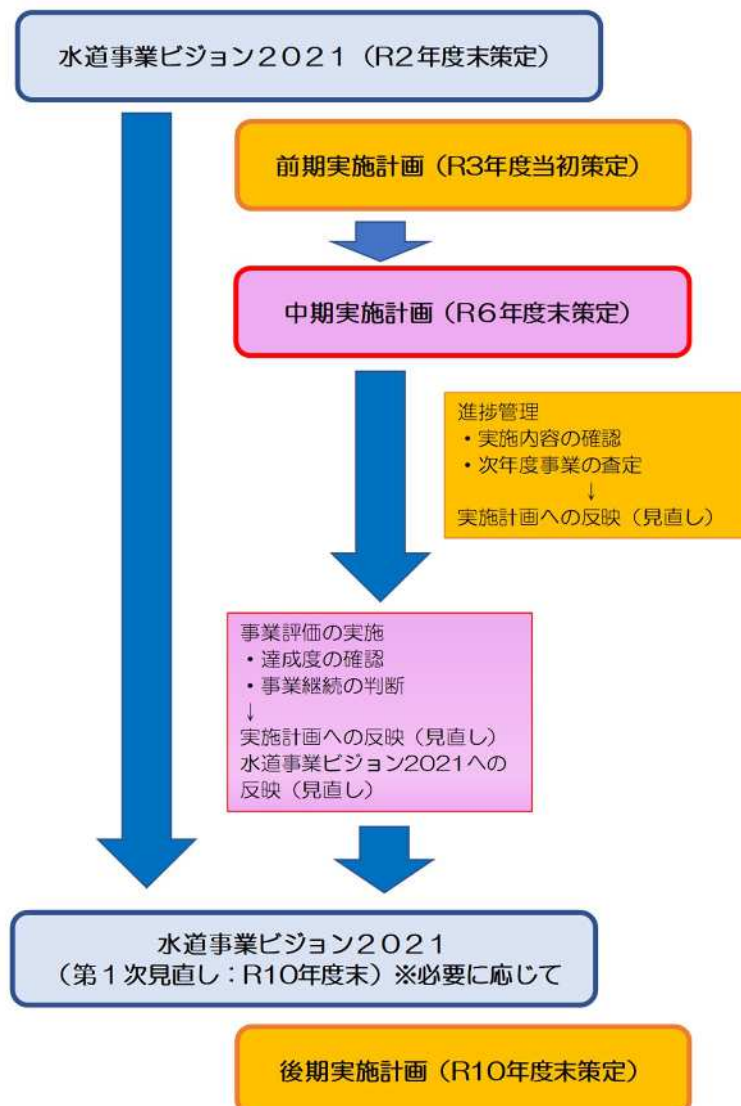 水道事業ビジョン２０２１（R2年度末策定）
前期実施計画（R3年度当初策定）
中期実施計画（R６年度末策定）
進捗管理
・実施内容の確認
・次年度事業の査定
↓
実施計画への反映（見直し）
事業評価の実施
・達成度の確認
・事業継続の判断
↓
実施計画への反映（見直し）
水道事業ビジョン2021への
反映（見直し）
水道事業ビジョン２０２１
（第１次見直し：R10年度末）※必要に応じて
後期実施計画（R10年度末策定）